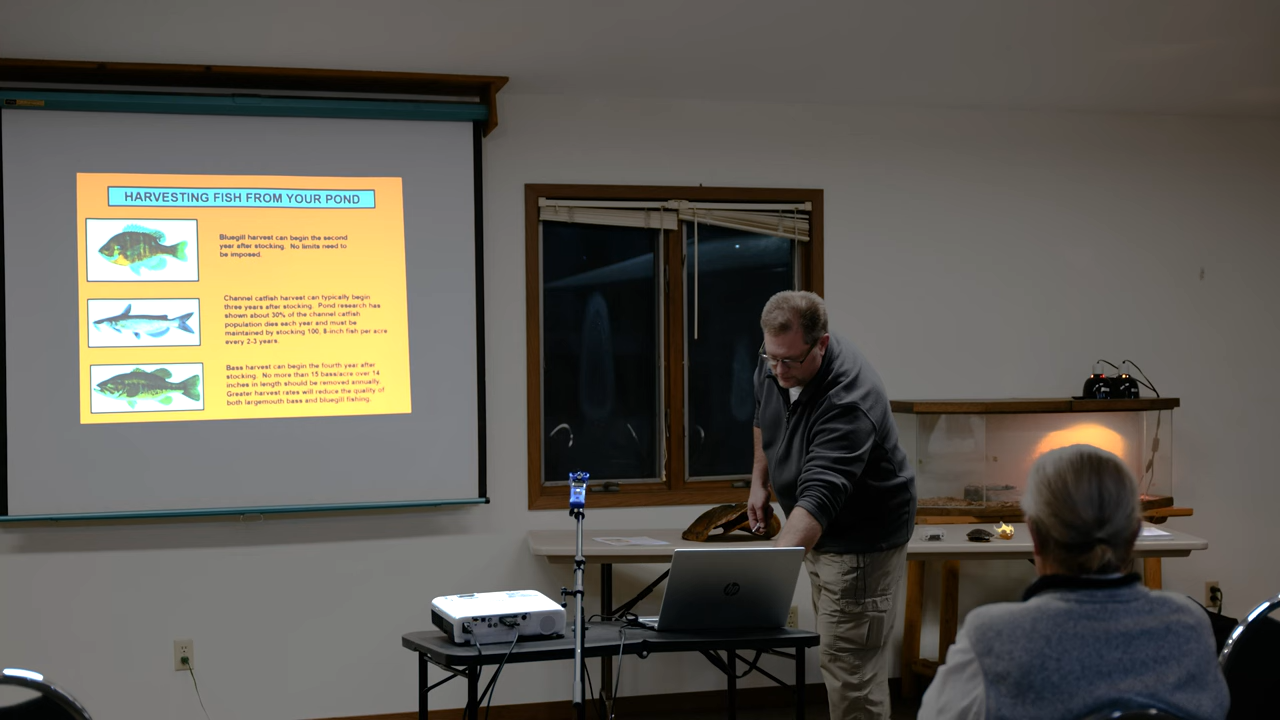 HARVESTING FISH FROM YOUR POND
Bluegill harvest can begin the second
year after stocking. No limits need to
be imposed.
Channel catfish harvest can typically begin
three years after stocking. Pond research has
shown about 30% of the channel catfish
population dies each year and must be
maintained by stocking 100, 8-inch fish per acre
every 2-3 years.
Bass harvest can begin the fourth year after
stocking. No more than 15 bass/acre over 14
inches in length should be removed annually.
Greater harvest rates will reduce the quality of
both largemouth bass and bluegill fishing.
hp